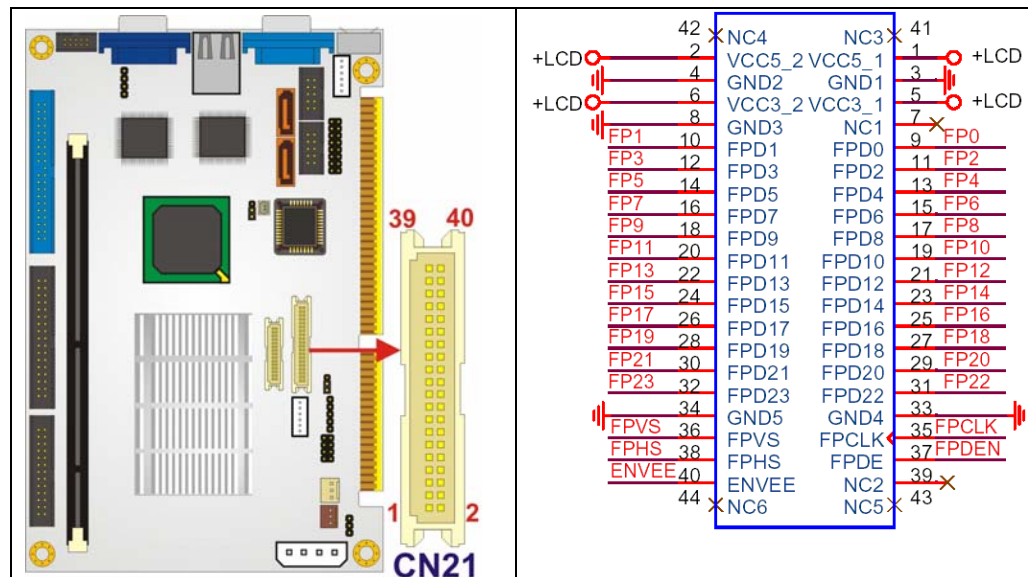 39 40
1 2
CN21
42 NC4 NC3 41
+LCD 2 VCC5_2 VCC5_1 1 +LCD
4 GND2 GND1 3
+LCD 6 VCC3_2 VCC3_1 5 +LCD
8 GND3 NC1 7
FP1 10 FPD1 FPD0 9 FP0
FP3 12 FPD3 FPD2 11 FP2
FP5 14 FPD5 FPD4 13 FP4
FP7 16 FPD7 FPD6 15 FP6
FP9 18 FPD9 FPD8 17 FP8
FP11 20 FPD11 FPD10 19 FP10
FP13 22 FPD13 FPD12 21 FP12
FP15 24 FPD15 FPD14 23 FP14
FP17 26 FPD17 FPD16 25 FP16
FP19 28 FPD19 FPD18 27 FP18
FP21 30 FPD21 FPD20 29 FP20
FP23 32 FPD23 FPD22 31 FP22
34 GND5 GND4 33
FPVS 36 FPVS FPCLK 35 FPCLK
FPHS 38 FPHS FPDE 37 FPDEN
ENVEE 40 ENVEE NC2 39
44 NC6 NC5 43